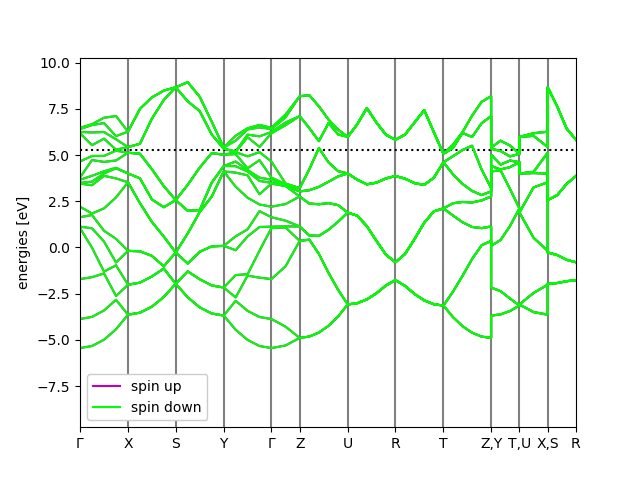 10.0
7.5
5.0
2.5
0.0
−2.5
−5.0
−7.5
energies [eV]
spin up
spin down
Γ X S Y Γ Z U R T Z,Y T,U X,S R